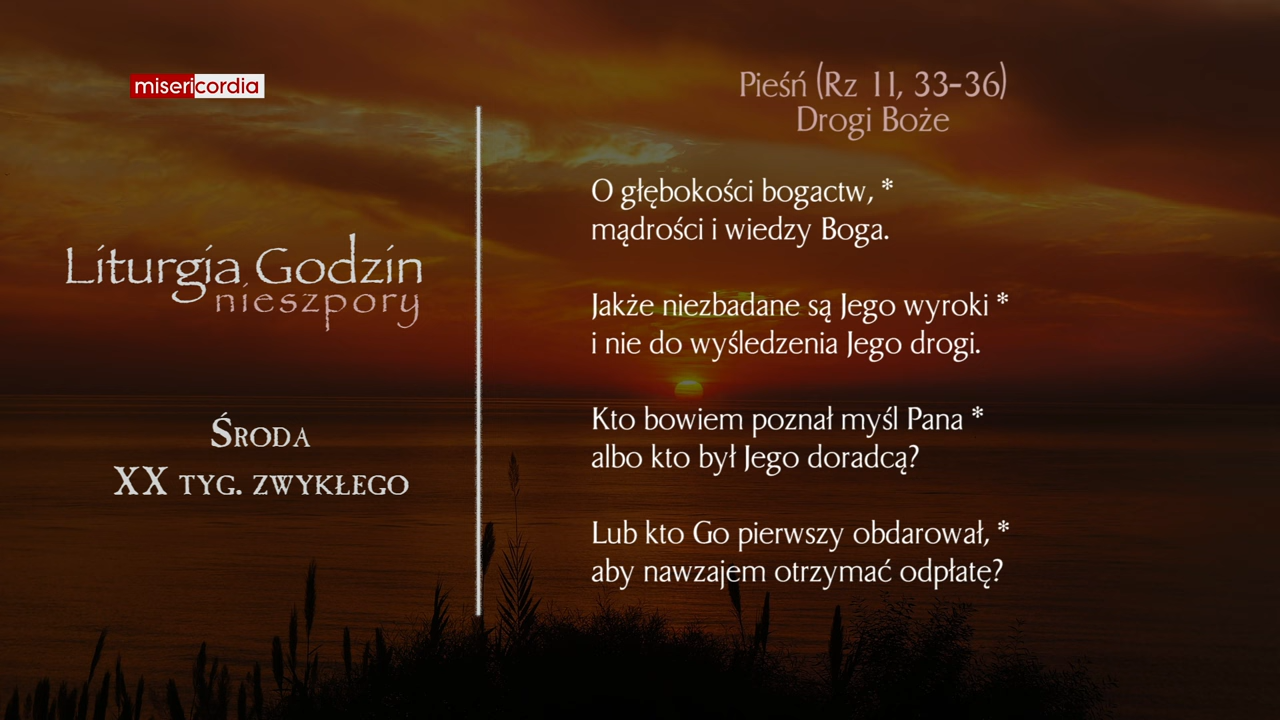 misericordia
Liturgia Godzin
nieszpory
Środa
XX tyg. zwykłego
Pieśń (Rz 11, 33-36)
Drogi Boże
O głębokości bogactw, *
mądrości i wiedzy Boga.
Jakże niezbadane są Jego wyroki *
i nie do wyśledzenia Jego drogi.
Kto bowiem poznał myśl Pana *
albo kto był Jego doradcą?
Lub kto Go pierwszy obdarował, *
aby nawzajem otrzymać odpłatę?